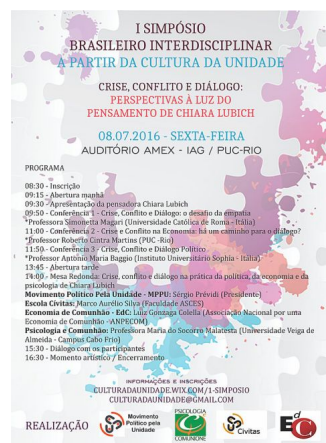 I SIMPÓSIO
BRASILEIRO INTERDISCIPLINAR
A PARTIR DA CULTURA DA UNIDADE
CRISE, CONFLITO E DIÁLOGO:
PERSPECTIVAS À LUZ DO
PENSAMENTO DE CHIARA LUBICH
08.07.2016 - SEXTA-FEIRA
AUDITÓRIO AMEX - IAG / PUC-RIO
PROGRAMA
08:30 - Inscrição
09:15 - Abertura manhã
09:30 - Apresentação da pensadora Chiara Lubich
09:50 - Conferência 1 - Crise, Conflito e Diálogo: o desafio da empatia
*Professora Simonetta Magari (Universidade Católica de Roma - Itália)
11:00 - Conferência 2 - Crise e Conflito na Economia: há um caminho para o diálogo?
*Professor Roberto Cintra Martins (PUC -Rio)
11:50 - Conferência 3 - Conflito e Diálogo Político
*Professor Antônio Maria Baggio (Instituto Universitário Sophia - Itália)
13:45 - Abertura tarde
14:00 - Mesa Redonda: Crise, conflito e diálogo na prática da política, da economia e da
psicologia de Chiara Lubich
Movimento Político Pela Unidade - MPPU: Sérgio Prévidi (Presidente)
Escola Civitas: Marco Aurélio Silva (Faculdade ASCES)
Economia de Comunhão - EdC: Luiz Gonzaga Colella (Associação Nacional por uma
Economia de Comunhão - ANPECOM)
Psicologia e Comunhão: Professora Maria do Socorro Malatesta (Universidade Veiga de
Almeida - Campus Cabo Frio)
15:30 - Diálogo com os participantes
16:30 - Momento artístico / Encerramento
INFORMAÇÕES E INSCRIÇÕES
CULTURADAUNIDADE.WIX.COM/1-SIMPOSIO
CULTURADAUNIDADE@GMAIL.COM
REALIZAÇÃO
Movimento
Político pela
Unidade
PSICOLOGIA
COMUNIONE
Civitas
EdC